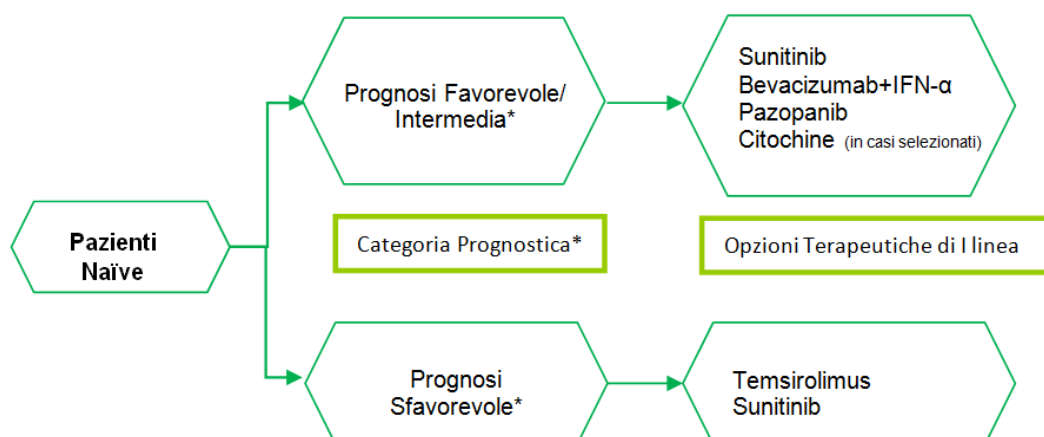 Prognosi Favorevole/
Intermedia*
Sunitinib
Bevacizumab+IFN-α
Pazopanib
Citochine (in casi selezionati)
Pazienti
Naïve
Categoria Prognostica*
Opzioni Terapeutiche di I linea
Prognosi
Sfavorevole*
Temsirolimus
Sunitinib